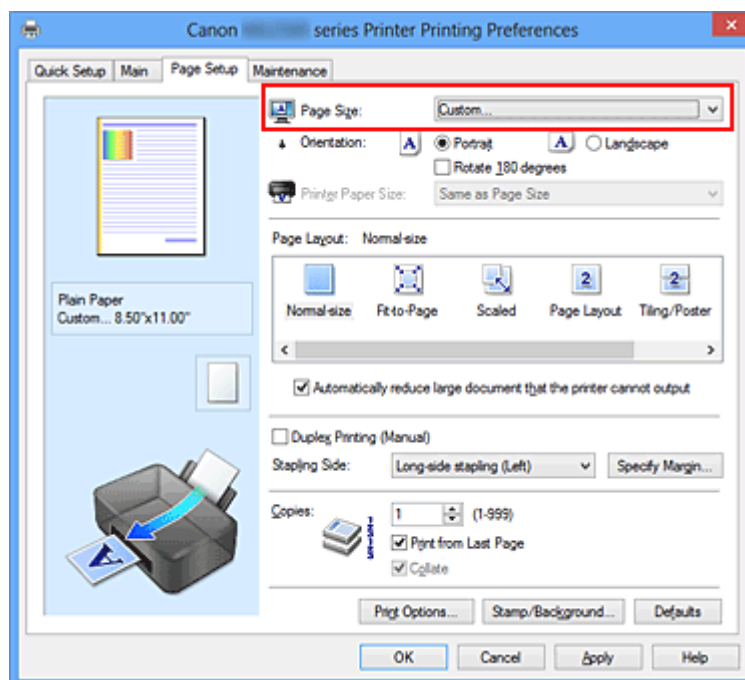 Canon series Printer Printing Preferences
Quick Setup Main Page Setup Maintenance
Page Size: Custom...
Orientation: A Portrait A Landscape
Rotate 180 degrees
Printer Paper Size: Same as Page Size
Page Layout: Normal-size
2 2
Normal-size Fit-to-Page Scaled Page Layout Tiling/Poster
Automatically reduce large document that the printer cannot output
Plain Paper
Custom... 8.50"x11.00"
Duplex Printing (Manual)
Stapling Side: Long-side stapling (Left) Specify Margin...
Copies: 1 (1-999)
Print from Last Page
Collate
A
Print Options... Stamp/Background... Defaults
OK Cancel Apply Help